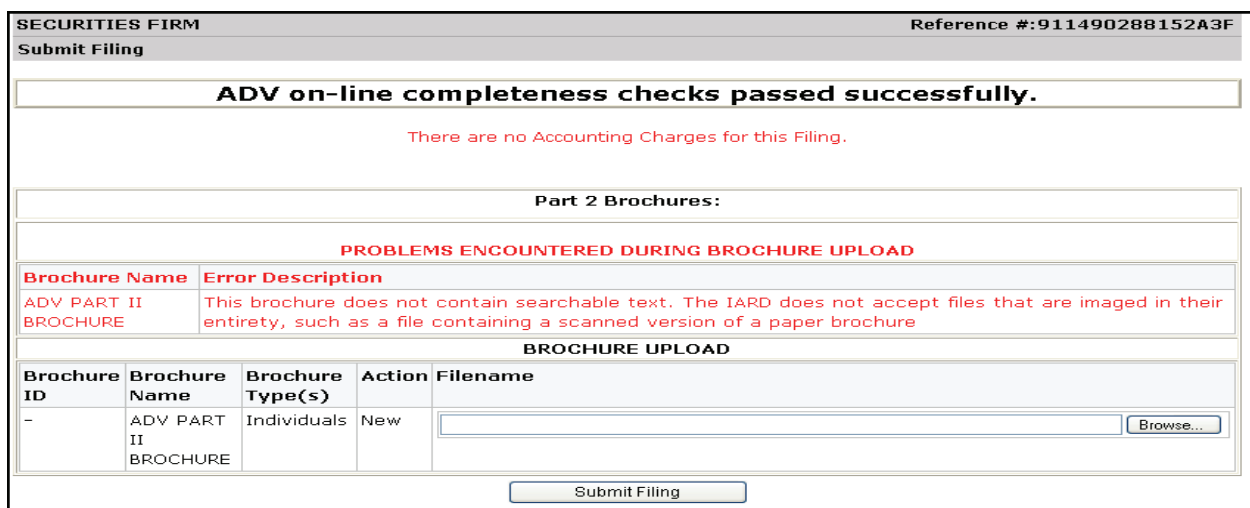 SECURITIES FIRM Reference #:911490288152A3F
Submit Filing
ADV on-line completeness checks passed successfully.
There are no Accounting Charges for this Filing.
Part 2 Brochures:
PROBLEMS ENCOUNTERED DURING BROCHURE UPLOAD
Brochure Name Error Description
ADV PART II This brochure does not contain searchable text. The IARD does not accept files that are imaged in their
BROCHURE entirety, such as a file containing a scanned version of a paper brochure
BROCHURE UPLOAD
Brochure Brochure Brochure Action Filename
ID Name Type(s)
- ADV PART Individuals New Browse...
II
BROCHURE
Submit Filing